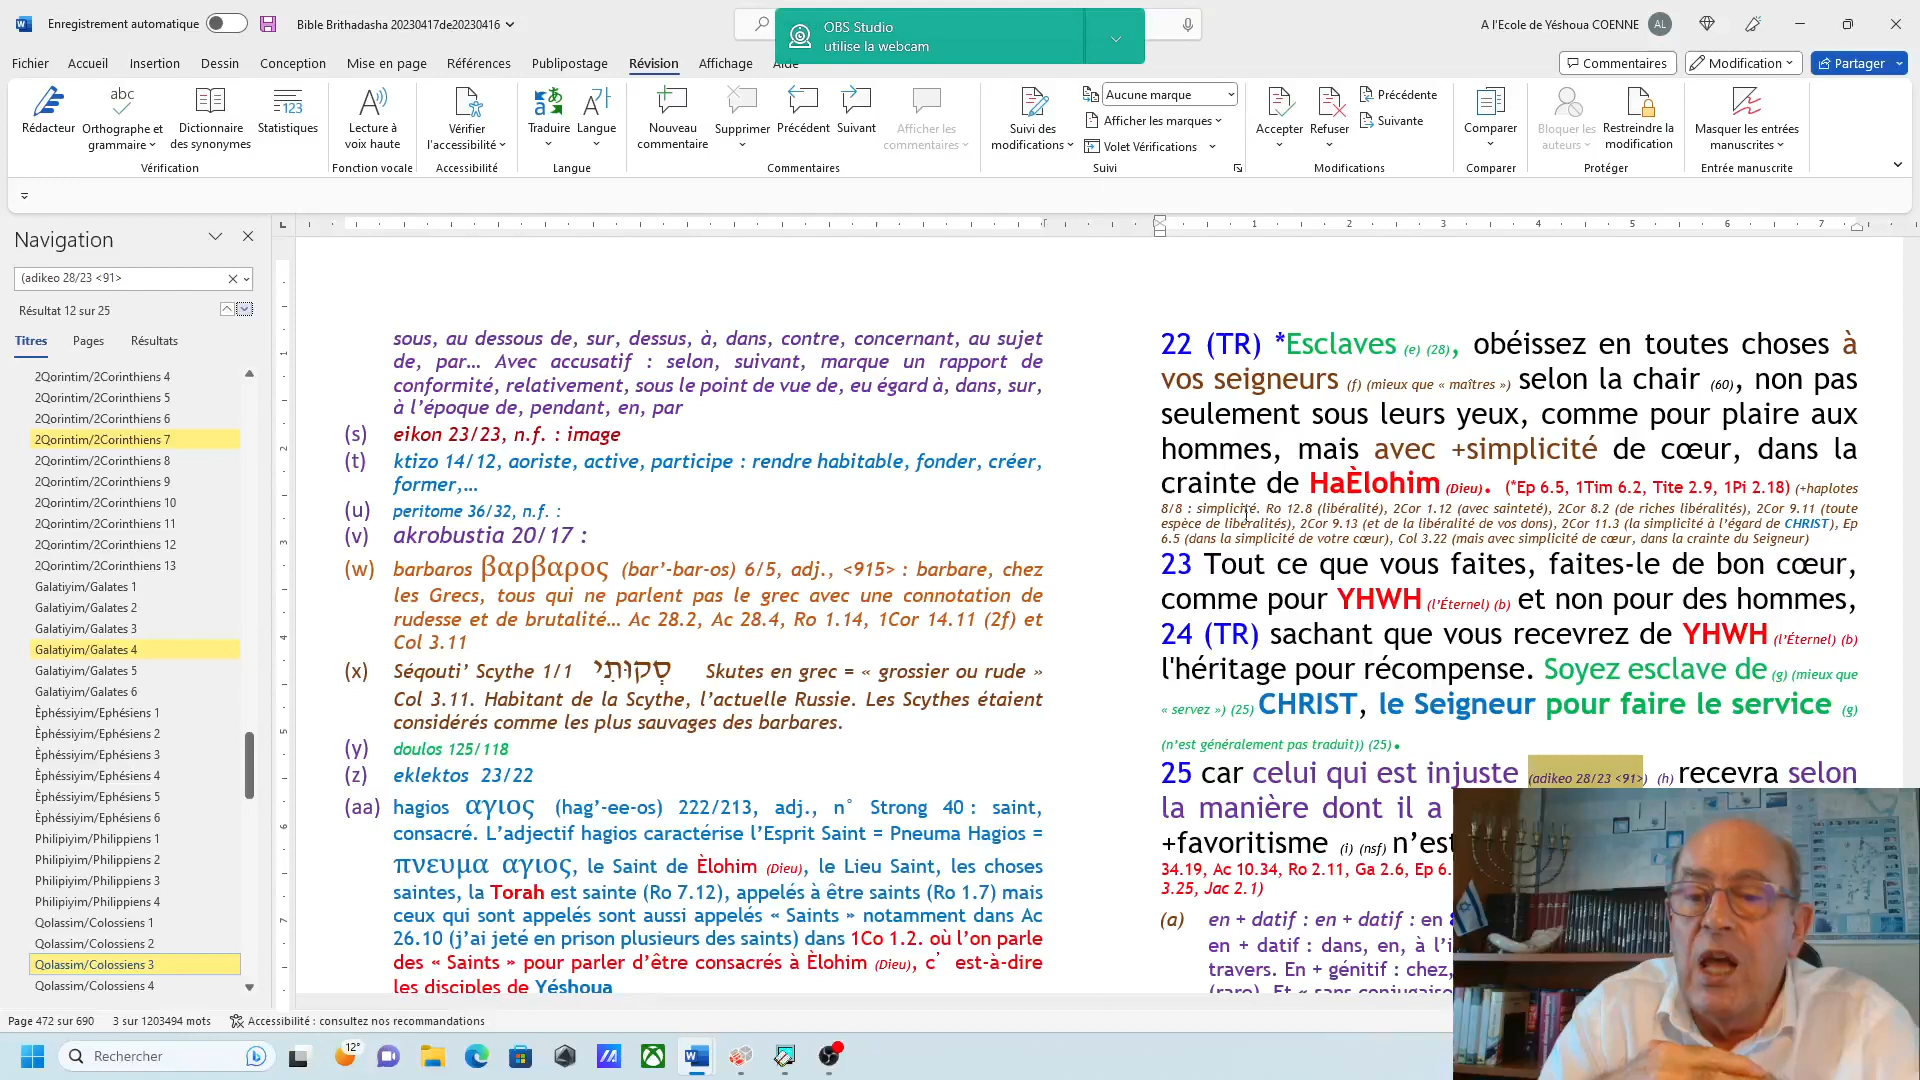 Enregistrement automatique
Bible Brithadasha 20230417de20230416
OBS Studio
utilise la webcam
A l'Ecole de Yéshoua COENNE
AL
Fichier Accueil Insertion Dessin Conception Mise en page Références Publipostage Révision Affichage Aide
Commentaires Modification Partager
Rédacteur
abc
Orthographe et
grammaire
Dictionnaire
des synonymes
123
Statistiques
Lecture à
voix haute
Vérifier
l'accessibilité
Traduire
Langue
Nouveau
commentaire
Supprimer
Précédent
Suivant
Afficher les
commentaires
Suivi des
modifications
Aucune marque
Afficher les marques
Volet Vérifications
Accepter
Refuser
Précédente
Suivante
Comparer
Bloquer les
auteurs
Restreindre la
modification
Masquer les entrées
manuscrites
Vérification Fonction vocale Accessibilité Langue Commentaires Suivi Modifications Comparer Protéger Entrée manuscrite
1 2 3 4 5 6 7
Navigation
(adikeo 28/23 <91>
Résultat 12 sur 25
Titres Pages Résultats
2Qorintim/2Corinthiens 4
2Qorintim/2Corinthiens 5
2Qorintim/2Corinthiens 6
2Qorintim/2Corinthiens 7
2Qorintim/2Corinthiens 8
2Qorintim/2Corinthiens 9
2Qorintim/2Corinthiens 10
2Qorintim/2Corinthiens 11
2Qorintim/2Corinthiens 12
2Qorintim/2Corinthiens 13
Galatiyim/Galates 1
Galatiyim/Galates 2
Galatiyim/Galates 3
Galatiyim/Galates 4
Galatiyim/Galates 5
Galatiyim/Galates 6
Èphéssiyim/Ephésiens 1
Èphéssiyim/Ephésiens 2
Èphéssiyim/Ephésiens 3
Èphéssiyim/Ephésiens 4
Èphéssiyim/Ephésiens 5
Èphéssiyim/Ephésiens 6
Philipiyim/Philippiens 1
Philipiyim/Philippiens 2
Philipiyim/Philippiens 3
Philipiyim/Philippiens 4
Qolassim/Colossiens 1
Qolassim/Colossiens 2
Qolassim/Colossiens 3
Qolassim/Colossiens 4
sous, au dessous de, sur, dessus, à, dans, contre, concernant, au sujet
de, par… Avec accusatif : selon, suivant, marque un rapport de
conformité, relativement, sous le point de vue de, eu égard à, dans, sur,
à l'époque de, pendant, en, par
(s) eikon 23/23, n.f. : image
(t) ktizo 14/12, aoriste, active, participe : rendre habitable, fonder, créer,
former,…
(u) peritome 36/32, n.f. :
(v) akrobustia 20/17 :
(w) barbaros βαρβαρος (bar'-bar-os) 6/5, adj., <915> : barbare, chez
les Grecs, tous qui ne parlent pas le grec avec une connotation de
rudesse et de brutalité… Ac 28.2, Ac 28.4, Ro 1.14, 1Cor 14.11 (2f) et
Col 3.11
(x) Séqouti' Scythe 1/1 סְקוּתִי Skutes en grec = « grossier ou rude »
Col 3.11. Habitant de la Scythe, l'actuelle Russie. Les Scythes étaient
considérés comme les plus sauvages des barbares.
(y) doulos 125/118
(z) eklektos 23/22
(aa) hagios αγιος (hag'-ee-os) 222/213, adj., n° Strong 40 : saint,
consacré. L'adjectif hagios caractérise l'Esprit Saint = Pneuma Hagios =
πνευμα αγιος, le Saint de Èlohim (Dieu), le Lieu Saint, les choses
saintes, la Torah est sainte (Ro 7.12), appelés à être saints (Ro 1.7) mais
ceux qui sont appelés sont aussi appelés « Saints » notamment dans Ac
26.10 (j'ai jeté en prison plusieurs des saints) dans 1Co 1.2. où l'on parle
des « Saints » pour parler d'être consacrés à Èlohim (Dieu), c' est-à-dire
les disciples de Yéshoua
22 (TR) *Esclaves (e) (28), obéissez en toutes choses à
vos seigneurs (f) (mieux que « maîtres ») selon la chair (60), non pas
seulement sous leurs yeux, comme pour plaire aux
hommes, mais avec +simplicité de cœur, dans la
crainte de HaÈlohim (Dieu). (*Ep 6.5, 1Tim 6.2, Tite 2.9, 1Pi 2.18) (+haplotes
8/8 : simplicité. Ro 12.8 (libéralité), 2Cor 1.12 (avec sainteté), 2Cor 8.2 (de riches libéralité), 2Cor 9.11 (toute
espèce de libéralités), 2Cor 9.13 (et de la libéralité de vos dons), 2Cor 11.3 (la simplicité à l'égard de CHRIST), Ep
6.5 (dans la simplicité de votre cœur), Col 3.22 (mais avec simplicité de cœur, dans la crainte du Seigneur)
23 Tout ce que vous faites, faites-le de bon cœur,
comme pour YHWH (l'Éternel) (b) et non pour des hommes,
24 (TR) sachant que vous recevrez de YHWH (l'Éternel) (b)
l'héritage pour récompense. Soyez esclave de (g) (mieux que
« servez ») (25) CHRIST, le Seigneur pour faire le service (g)
(n'est généralement pas traduit)) (25).
25 car celui qui est injuste (adikeo 28/23 <91>) (h) recevra selon
la manière dont il a
+favoritisme (i) (nsf) n'est
34.19, Ac 10.34, Ro 2.11, Ga 2.6, Ep 6.
3.25, Jac 2.1)
(a) en + datif : en + datif : en
en + datif : dans, en, à l'i
travers. En + génitif : chez,
(rare). Et « sans conjugaiso
Page 472 sur 690 3 sur 1203494 mots Accessibilité : consultez nos recommandations
Rechercher
12°